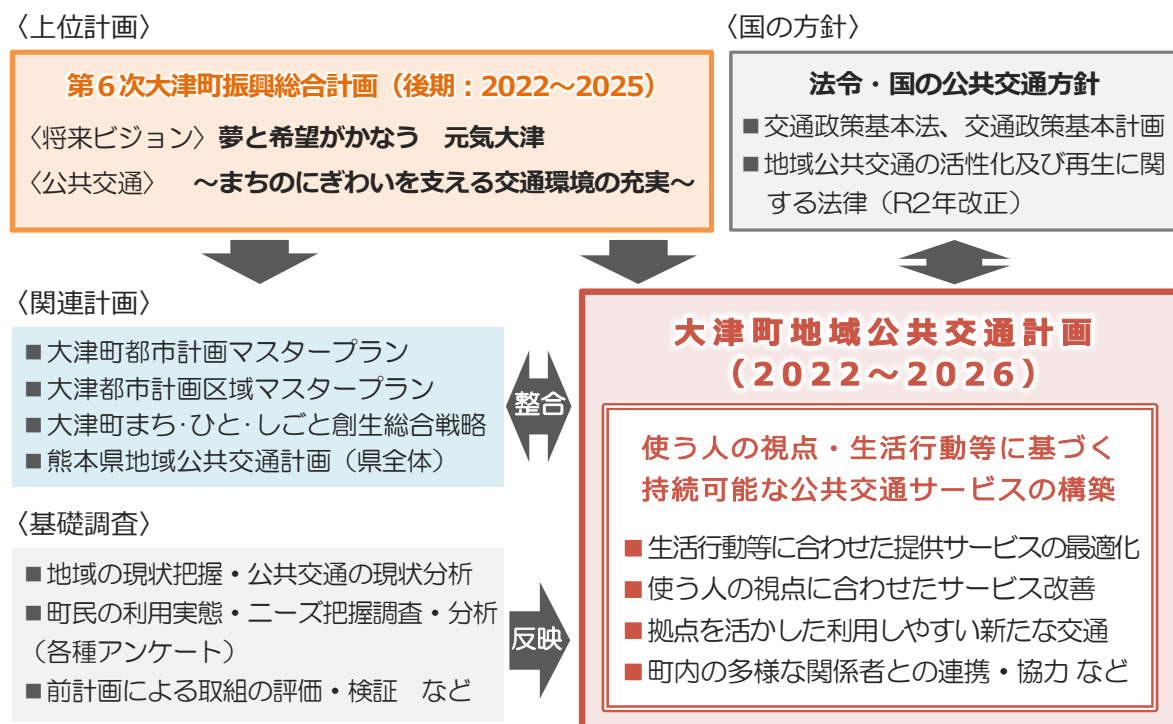 〈上位計画〉
第6次大津町振興総合計画（後期：2022～2025）
〈将来ビジョン〉夢と希望がかなう　元気大津
〈公共交通〉　～まちのにぎわいを支える交通環境の充実～
〈国の方針〉
法令・国の公共交通方針
■交通政策基本法、交通政策基本計画
■地域公共交通の活性化及び再生に関
する法律（R2年改正）
〈関連計画〉
■大津町都市計画マスタープラン
■大津都市計画区域マスタープラン
■大津町まち・ひと・しごと創生総合戦略
■熊本県地域公共交通計画（県全体）
整合
〈基礎調査〉
■地域の現状把握・公共交通の現状分析
■町民の利用実態・ニーズ把握調査・分析
（各種アンケート）
■前計画による取組の評価・検証　など
反映
大津町地域公共交通計画
（2022～2026）
使う人の視点・生活行動等に基づく
持続可能な公共交通サービスの構築
■生活行動等に合わせた提供サービスの最適化
■使う人の視点に合わせたサービス改善
■拠点を活かした利用しやすい新たな交通
■町内の多様な関係者との連携・協力 など